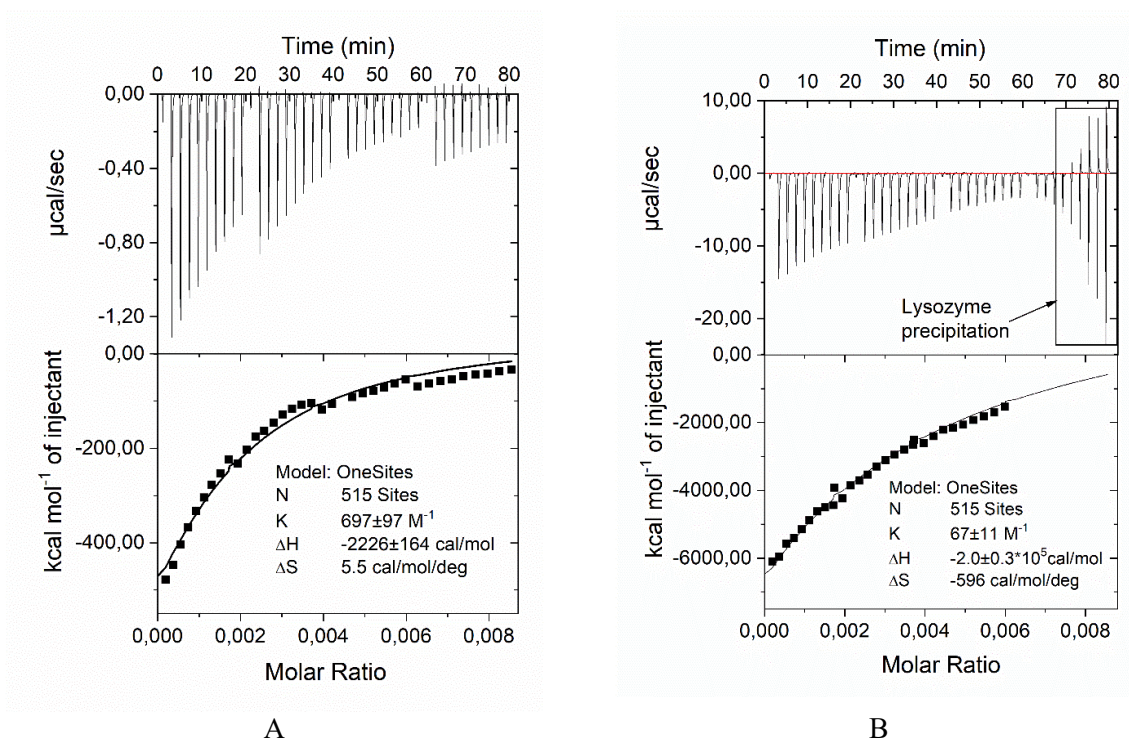 Time (min)
0 10 20 30 40 50 60 70 80
0,00
-0,40
-0,80
-1,20
µcal/sec
0,00
-200,00
-400,00
kcal mol⁻¹ of injectant
Model: OneSites
N 515 Sites
K 697±97 M⁻¹
ΔH -2226±164 cal/mol
ΔS 5.5 cal/mol/deg
0,000 0,002 0,004 0,006 0,008
Molar Ratio
A
Time (min)
0 10 20 30 40 50 60 70 80
10,00
0,00
-10,00
-20,00
µcal/sec
Lysozyme
precipitation
0,00
-2000,00
-4000,00
-6000,00
kcal mol⁻¹ of injectant
Model: OneSites
N 515 Sites
K 67±11 M⁻¹
ΔH -2.0±0.3*10⁵cal/mol
ΔS -596 cal/mol/deg
0,000 0,002 0,004 0,006 0,008
Molar Ratio
B